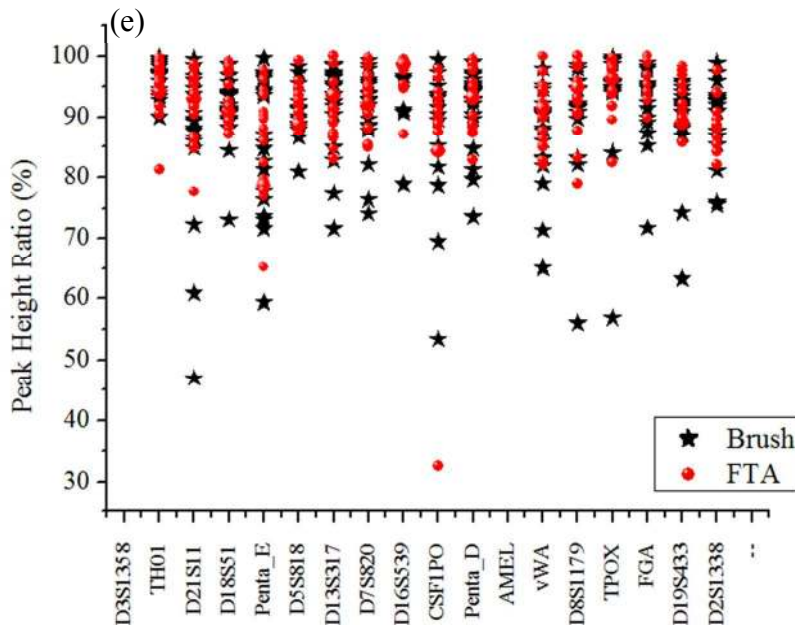 (e)
Peak Height Ratio (%)
100
90
80
70
60
50
40
30
Brush
FTA
D3S1358
TH01
D21S11
D18S51
Penta_E
D5S818
D13S317
D7S820
D16S539
CSF1PO
Penta_D
AMEL
vWA
D8S1179
TPOX
FGA
D19S433
D2S1338
--